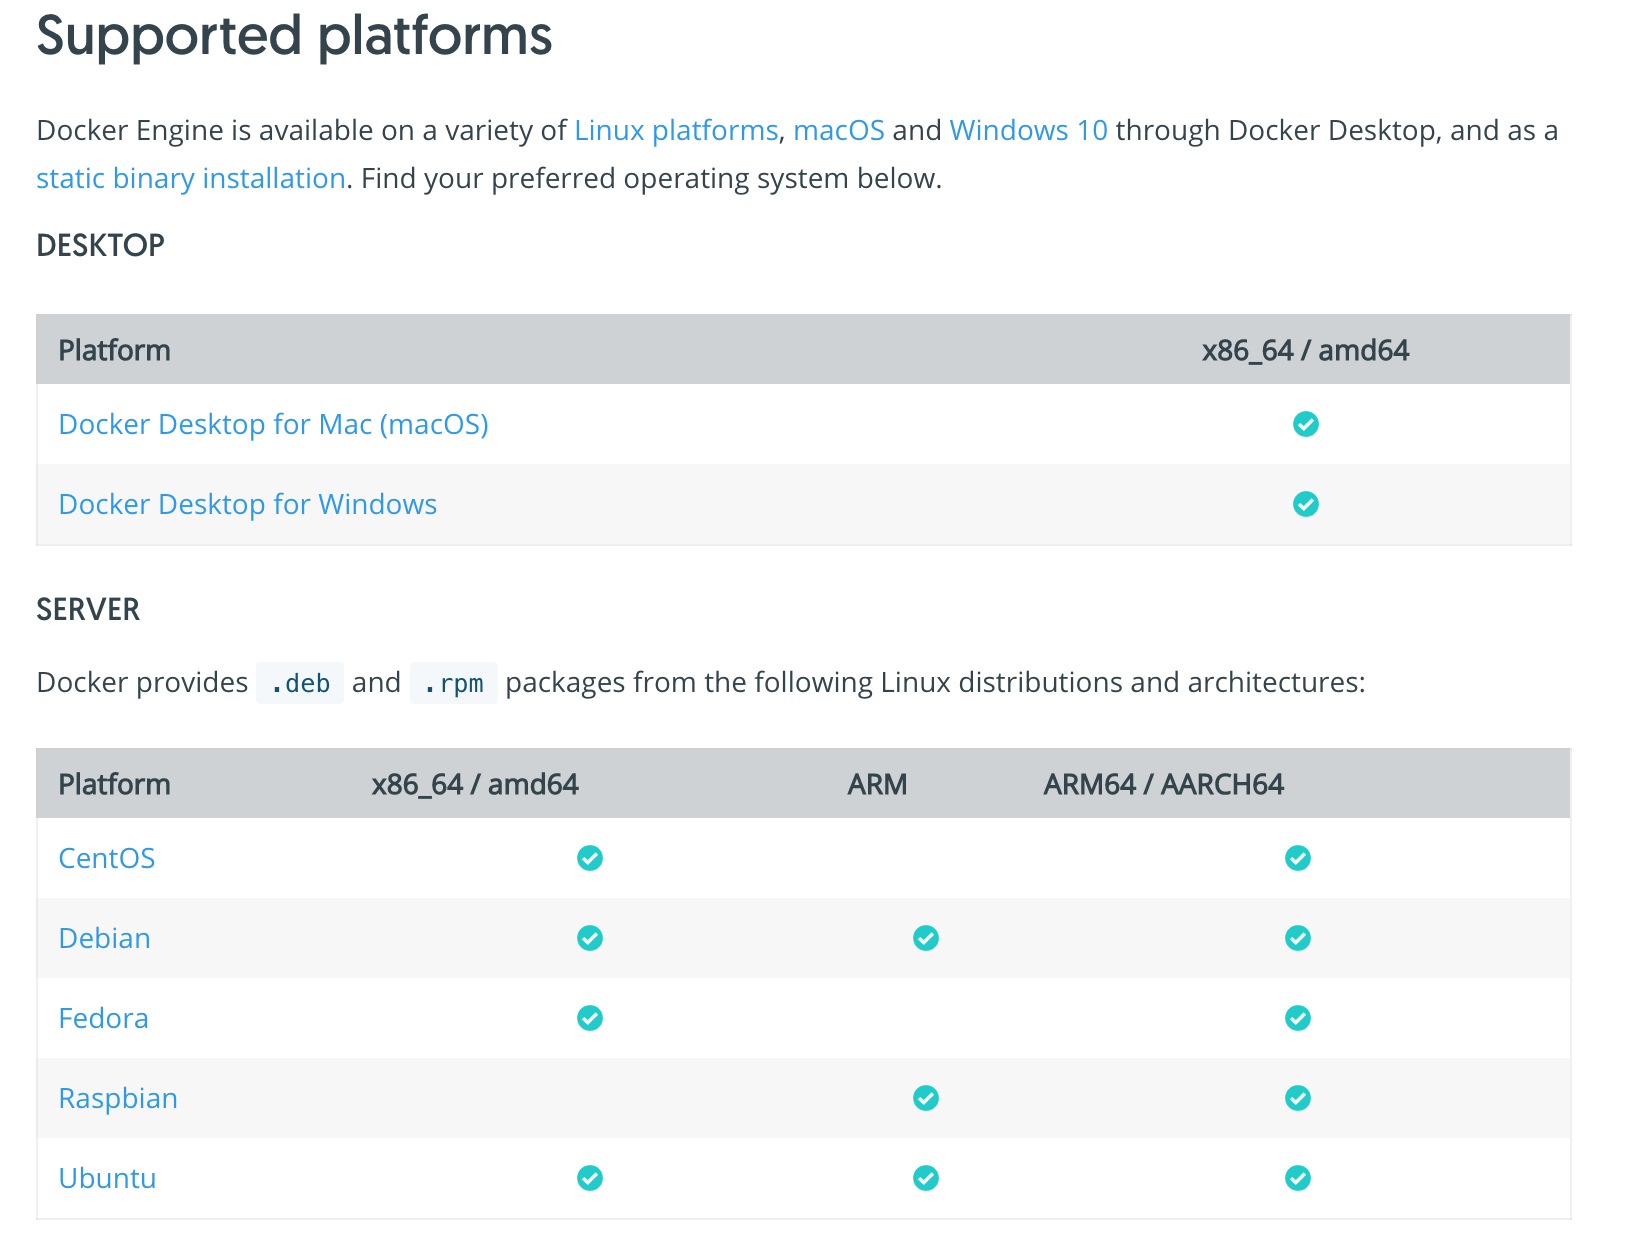 Supported platforms
Docker Engine is available on a variety of Linux platforms, macOS and Windows 10 through Docker Desktop, and as a
static binary installation. Find your preferred operating system below.
DESKTOP
Platform x86_64 / amd64
Docker Desktop for Mac (macOS)
Docker Desktop for Windows
SERVER
Docker provides .deb and .rpm packages from the following Linux distributions and architectures:
Platform x86_64 / amd64 ARM ARM64 / AARCH64
CentOS
Debian
Fedora
Raspbian
Ubuntu